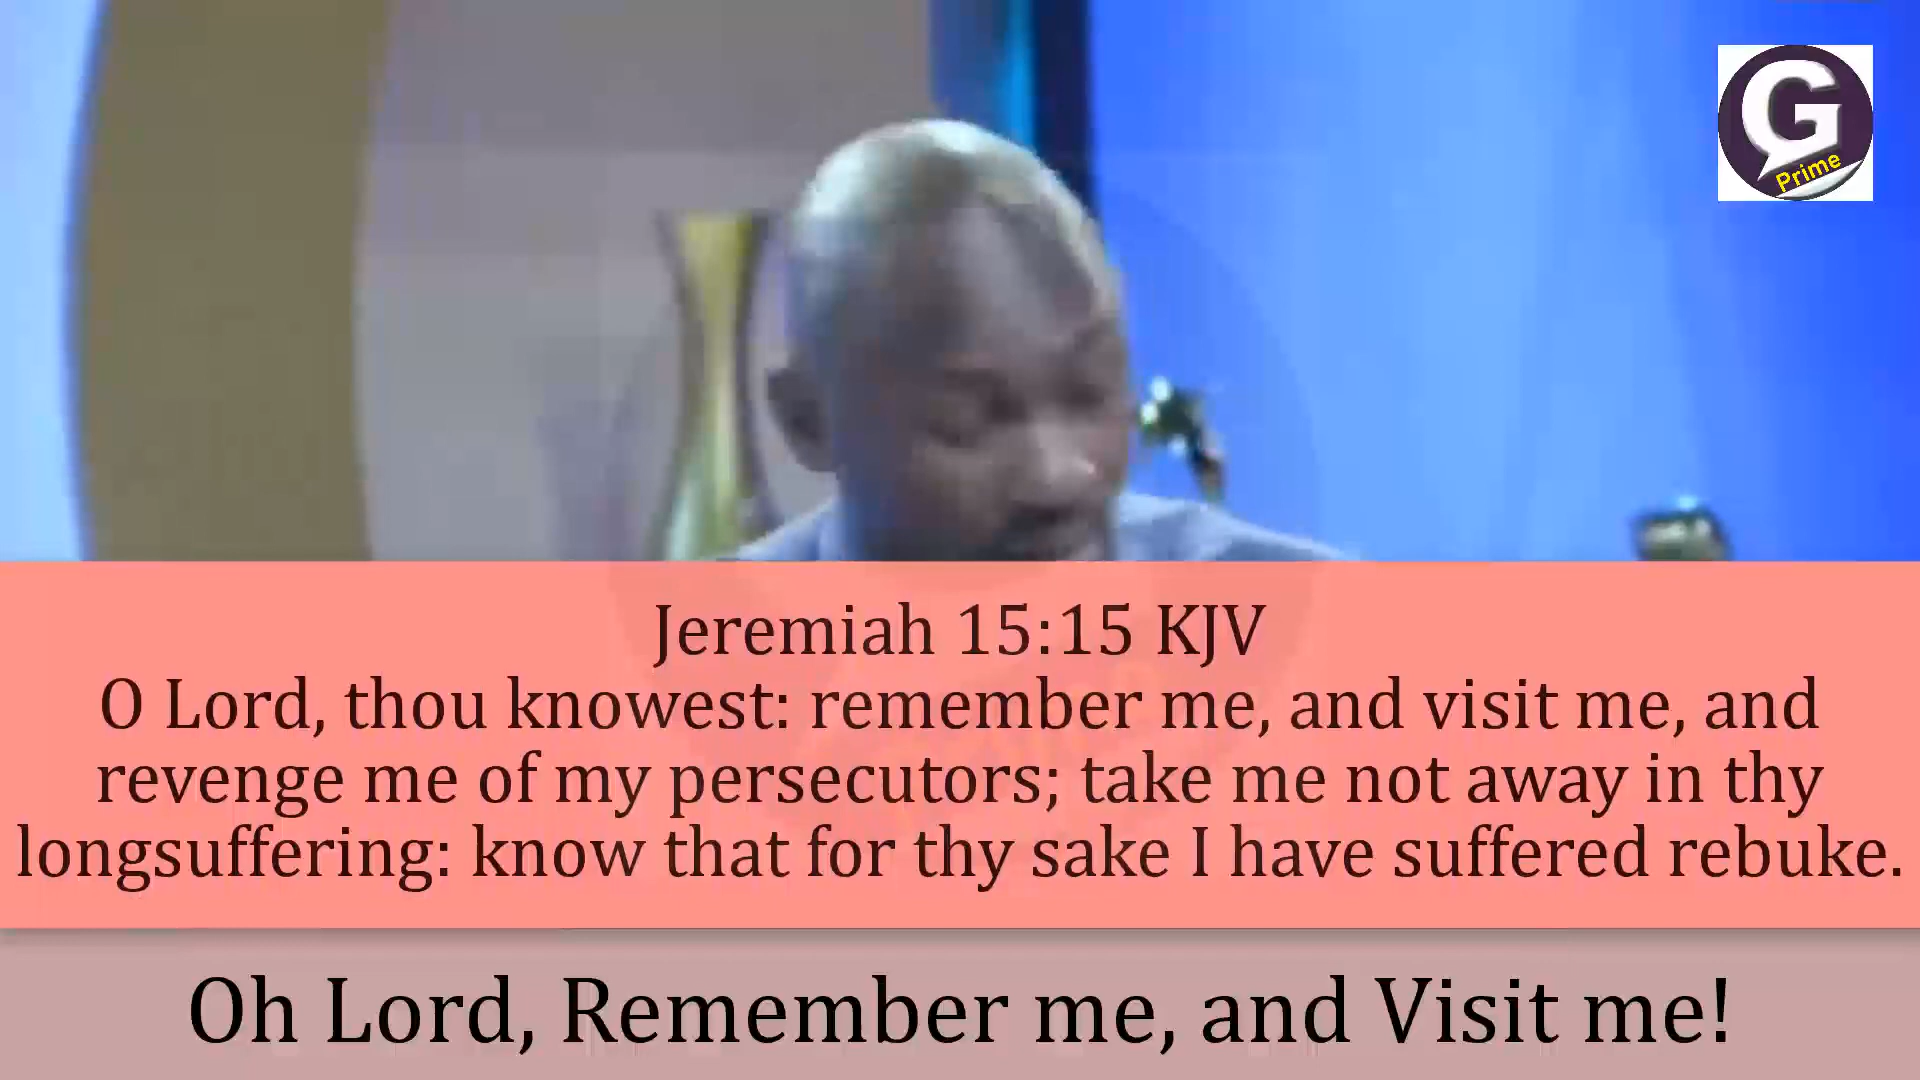 G
Prime
Jeremiah 15:15 KJV
O Lord, thou knowest: remember me, and visit me, and
revenge me of my persecutors; take me not away in thy
longsuffering: know that for thy sake I have suffered rebuke.
Oh Lord, Remember me, and Visit me!